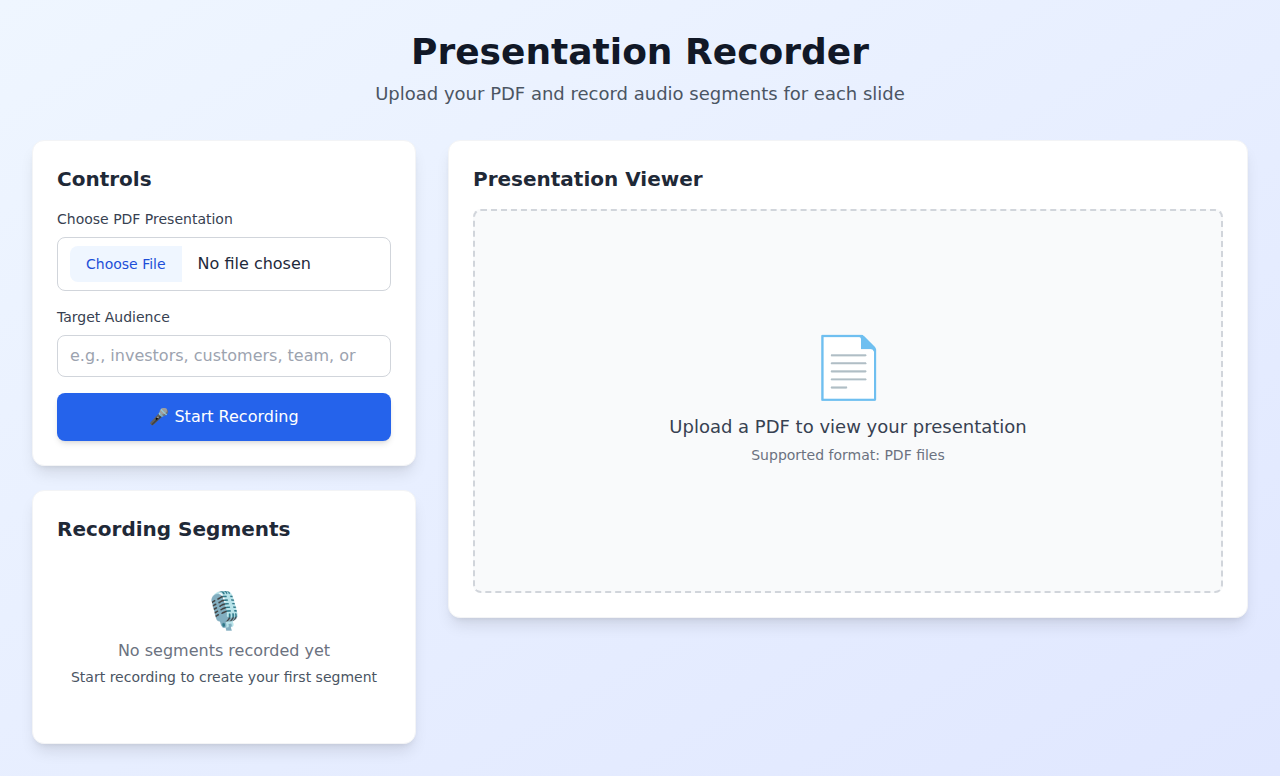 Presentation Recorder
Upload your PDF and record audio segments for each slide
Controls
Choose PDF Presentation
Choose File No file chosen
Target Audience
e.g., investors, customers, team, or
🎤 Start Recording
Recording Segments
No segments recorded yet
Start recording to create your first segment
Presentation Viewer
Upload a PDF to view your presentation
Supported format: PDF files